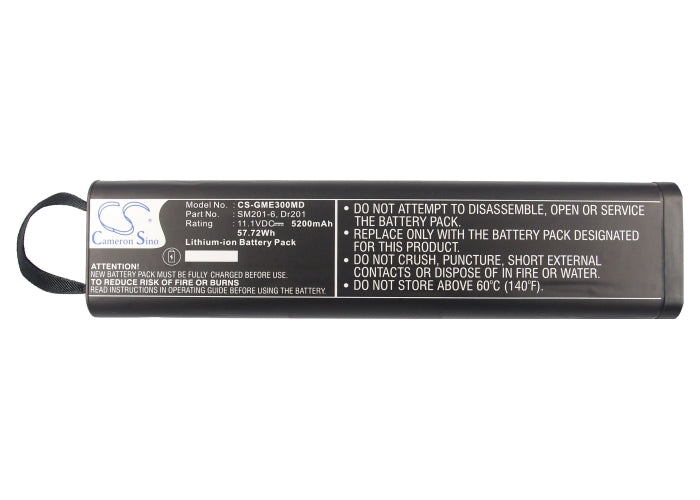 CS
Cameron Sino
Model No. : CS-GME300MD
Part No. : SM201-6, Dr201
Rating : 11.1VDC⎓ 5200mAh
57.72Wh
Lithium-ion Battery Pack
ATTENTION!
NEW BATTERY PACK MUST BE FULLY CHARGED BEFORE USE.
TO REDUCE RISK OF FIRE OR BURNS
READ INSTRUCTIONS IN OPERATING GUIDE BEFORE USING THE BATTERY.
• DO NOT ATTEMPT TO DISASSEMBLE, OPEN OR SERVICE
THE BATTERY PACK.
• REPLACE ONLY WITH THE BATTERY PACK DESIGNATED
FOR THIS PRODUCT.
• DO NOT CRUSH, PUNCTURE, SHORT EXTERNAL
CONTACTS OR DISPOSE OF IN FIRE OR WATER.
• DO NOT STORE ABOVE 60°C (140°F).